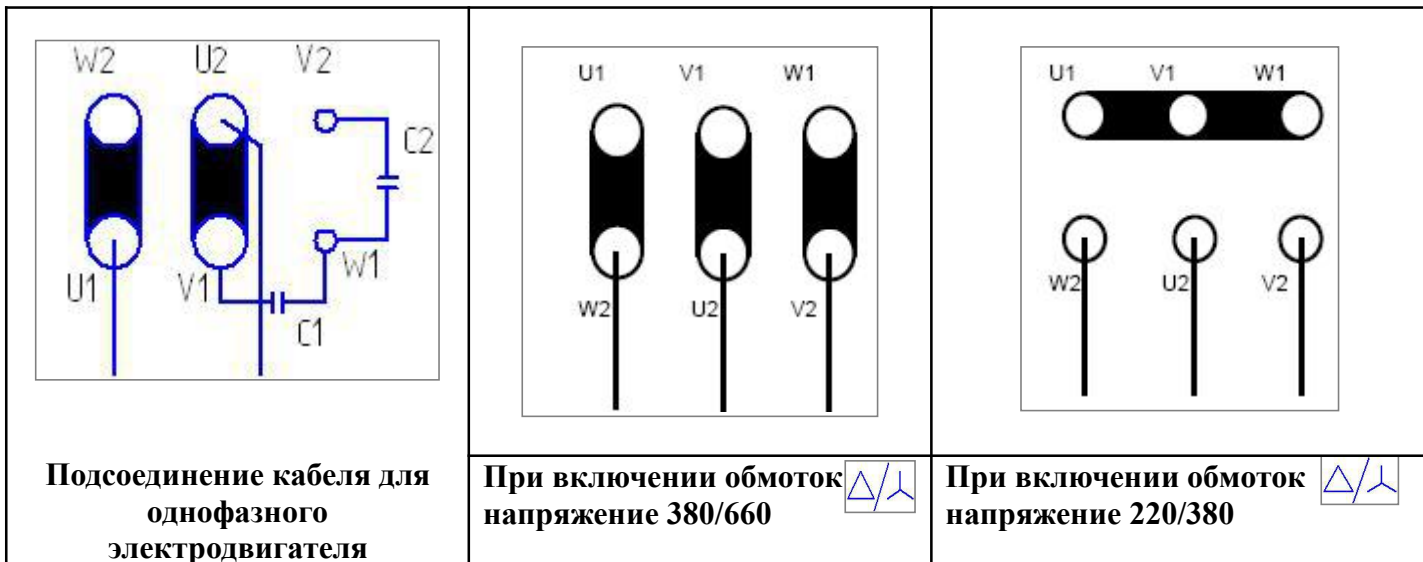 W2 U2 V2
C2
U1 V1 W1
C1
Подсоединение кабеля для
однофазного
электродвигателя
U1 V1 W1
W2 U2 V2
При включении обмоток
напряжение 380/660
U1 V1 W1
W2 U2 V2
При включении обмоток
напряжение 220/380